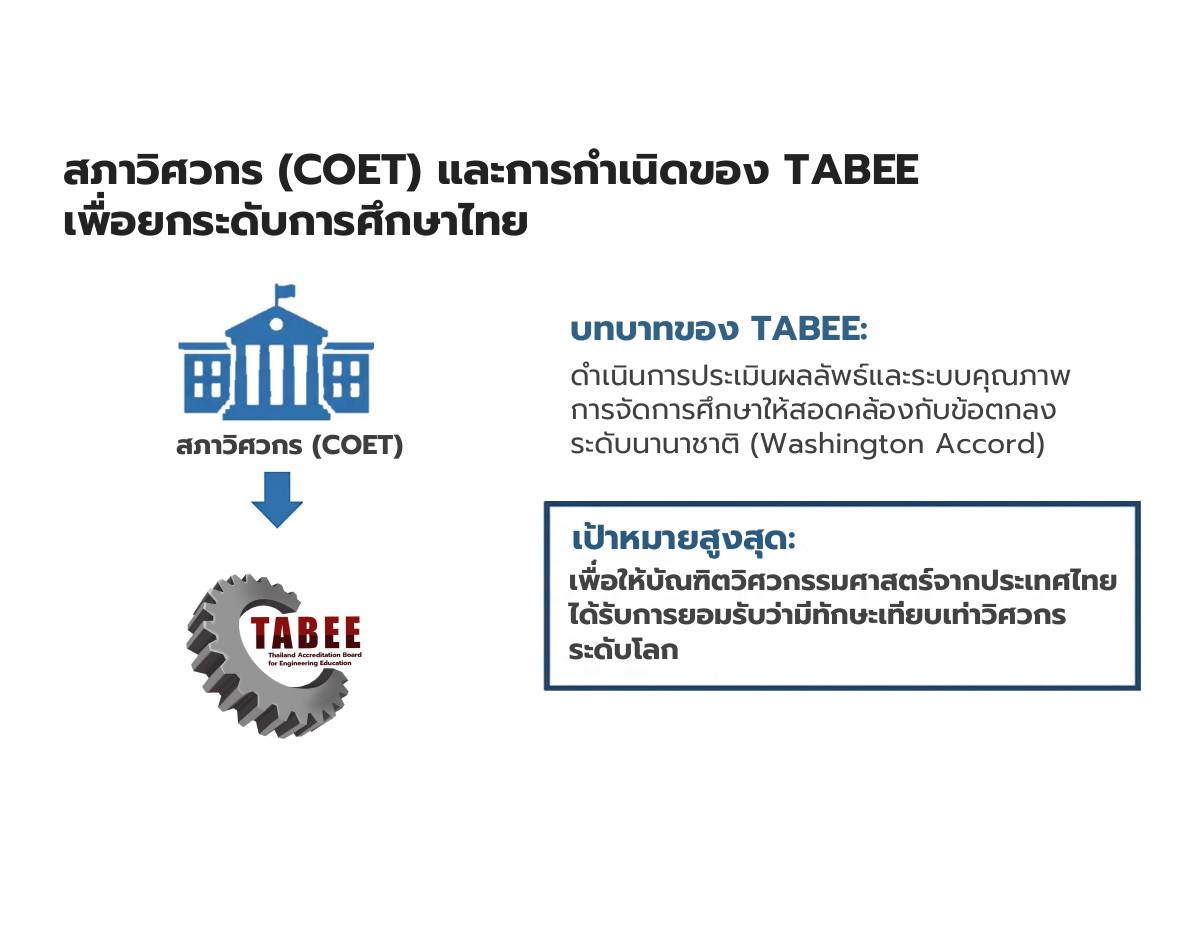 สภาวิศวกร (COET) และการกำเนิดของ TABEE
เพื่อยกระดับการศึกษาไทย
สภาวิศวกร (COET)
TABEE
Thailand Accreditation Board
for Engineering Education
บทบาทของ TABEE:
ดำเนินการประเมินผลลัพธ์และระบบคุณภาพ
การจัดการศึกษาให้สอดคล้องกับข้อตกลง
ระดับนานาชาติ (Washington Accord)
เป้าหมายสูงสุด:
เพื่อให้บัณฑิตวิศวกรรมศาสตร์จากประเทศไทย
ได้รับการยอมรับว่ามีทักษะเทียบเท่าวิศวกร
ระดับโลก